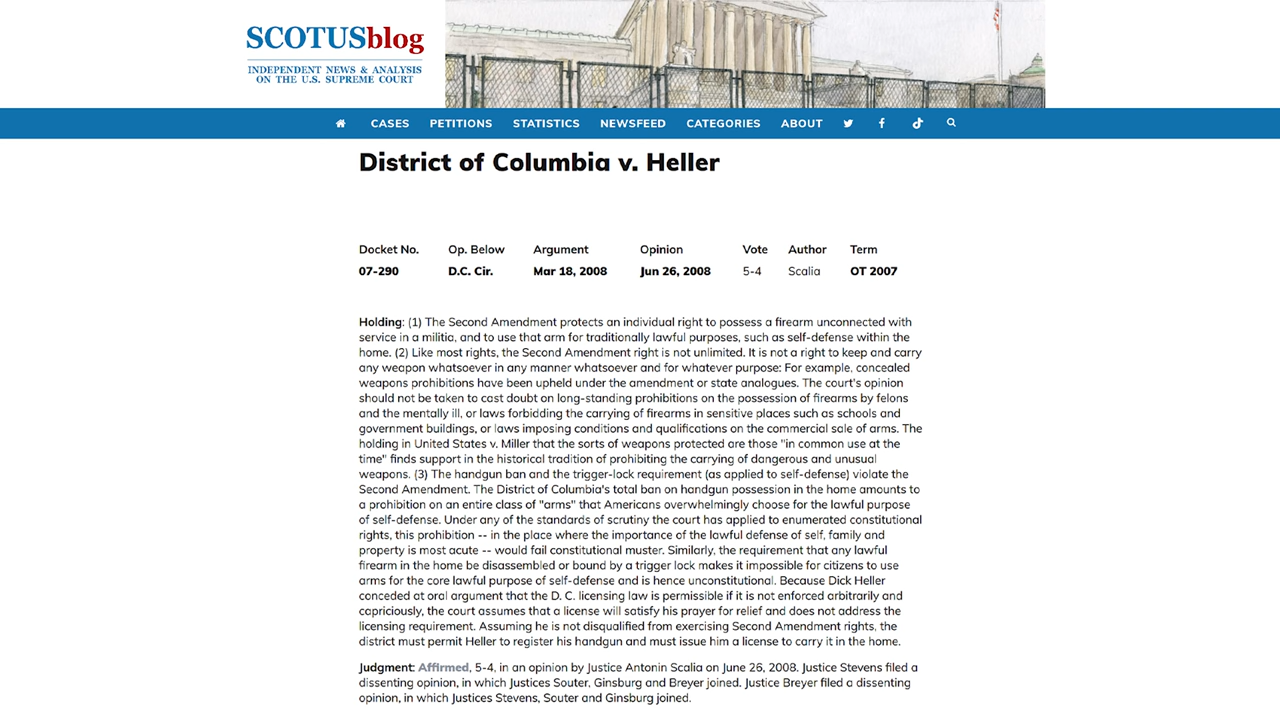 SCOTUSblog
INDEPENDENT NEWS & ANALYSIS
ON THE U.S. SUPREME COURT
CASES PETITIONS STATISTICS NEWSFEED CATEGORIES ABOUT
District of Columbia v. Heller
Docket No. Op. Below Argument Opinion Vote Author Term
07-290 D.C. Cir. Mar 18, 2008 Jun 26, 2008 5-4 Scalia OT 2007
Holding: (1) The Second Amendment protects an individual right to possess a firearm unconnected with
service in a militia, and to use that arm for traditionally lawful purposes, such as self-defense within the
home. (2) Like most rights, the Second Amendment right is not unlimited. It is not a right to keep and carry
any weapon whatsoever in any manner whatsoever and for whatever purpose: For example, concealed
weapons prohibitions have been upheld under the amendment or state analogues. The court's opinion
should not be taken to cast doubt on long-standing prohibitions on the possession of firearms by felons
and the mentally ill, or laws forbidding the carrying of firearms in sensitive places such as schools and
government buildings, or laws imposing conditions and qualifications on the commercial sale of arms. The
holding in United States v. Miller that the sorts of weapons protected are those "in common use at the
time" finds support in the historical tradition of prohibiting the carrying of dangerous and unusual
weapons. (3) The handgun ban and the trigger-lock requirement (as applied to self-defense) violate the
Second Amendment. The District of Columbia's total ban on handgun possession in the home amounts to
a prohibition on an entire class of "arms" that Americans overwhelmingly choose for the lawful purpose
of self-defense. Under any of the standards of scrutiny the court has applied to enumerated constitutional
rights, this prohibition -- in the place where the importance of the lawful defense of self, family and
property is most acute -- would fail constitutional muster. Similarly, the requirement that any lawful
firearm in the home be disassembled or bound by a trigger lock makes it impossible for citizens to use
arms for the core lawful purpose of self-defense and is hence unconstitutional. Because Dick Heller
conceded at oral argument that the D. C. licensing law is permissible if it is not enforced arbitrarily and
capriciously, the court assumes that a license will satisfy his prayer for relief and does not address the
licensing requirement. Assuming he is not disqualified from exercising Second Amendment rights, the
district must permit Heller to register his handgun and must issue him a license to carry it in the home.
Judgment: Affirmed, 5-4, in an opinion by Justice Antonin Scalia on June 26, 2008. Justice Stevens filed a
dissenting opinion, in which Justices Souter, Ginsburg and Breyer joined. Justice Breyer filed a dissenting
opinion, in which Justices Stevens, Souter and Ginsburg joined.